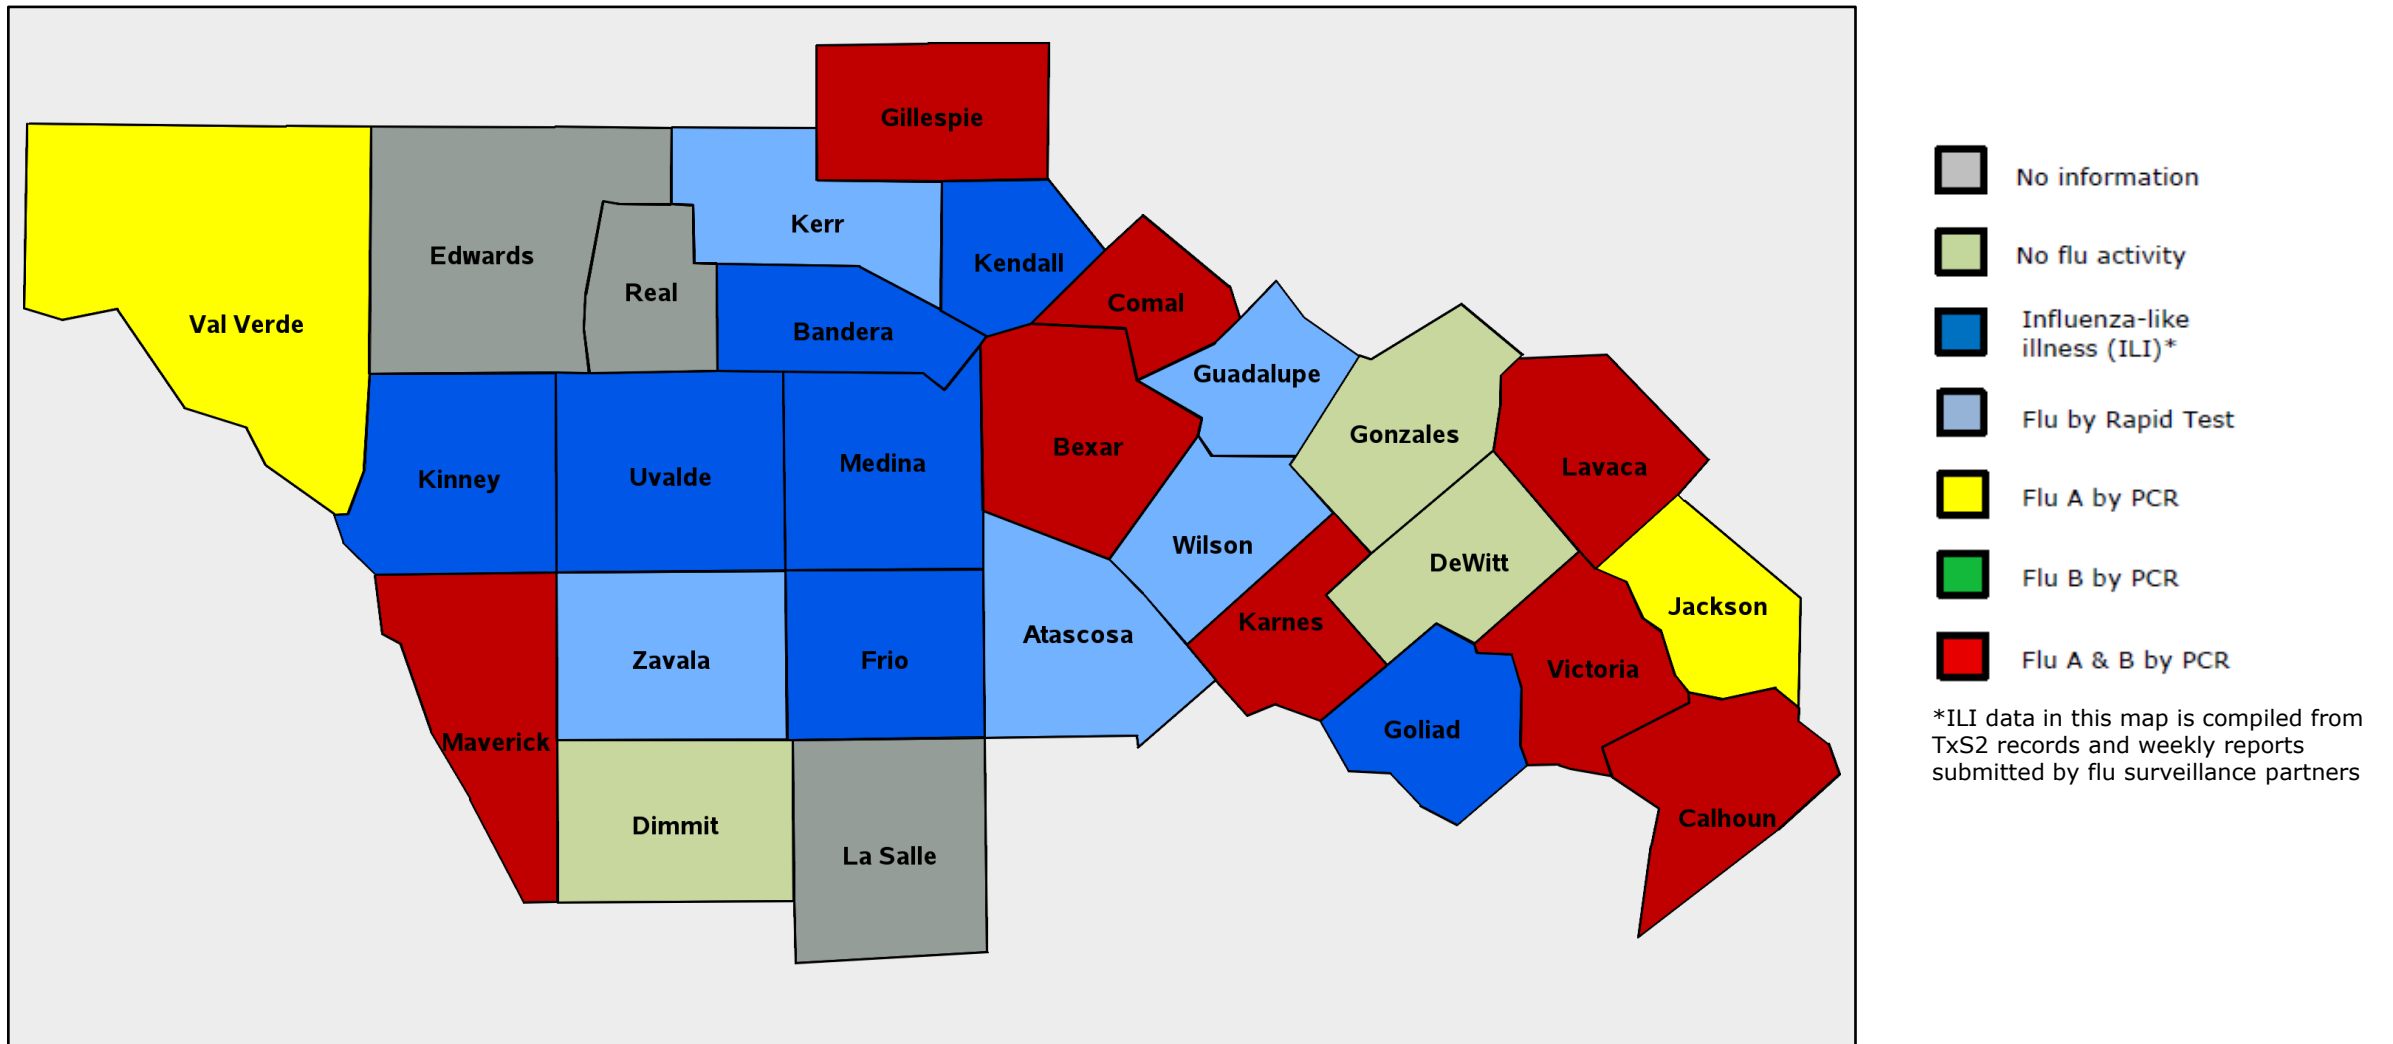 Gillespie
Kerr
Edwards
Kendall
Real
Comal
Val Verde
Bandera
Guadalupe
Gonzales
Bexar
Medina
Lavaca
Uvalde
Kinney
Wilson
DeWitt
Jackson
Karnes
Atascosa
Zavala
Frio
Victoria
Goliad
Maverick
Calhoun
Dimmit
La Salle
No information
No flu activity
Influenza-like
illness (ILI)*
Flu by Rapid Test
Flu A by PCR
Flu B by PCR
Flu A & B by PCR
*ILI data in this map is compiled from
TxS2 records and weekly reports
submitted by flu surveillance partners